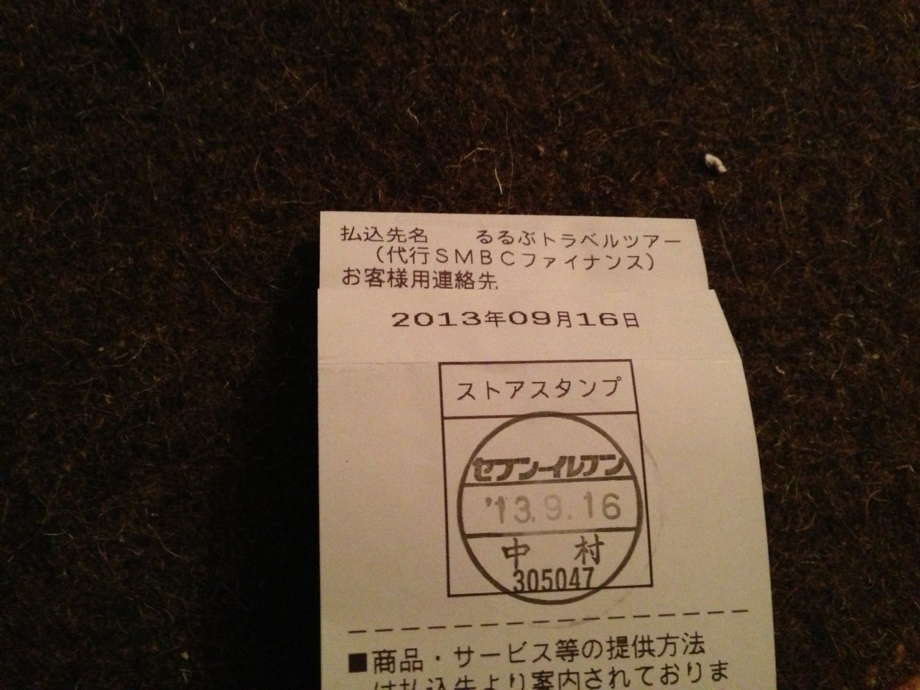 払込先名　　るるぶトラベルツアー
（代行ＳＭＢＣファイナンス）
お客様用連絡先
2013年09月16日
ストアスタンプ
セブン-イレブン
'13.9.16
中　村
305047
■商品・サービス等の提供方法
は払込先より案内されておりま